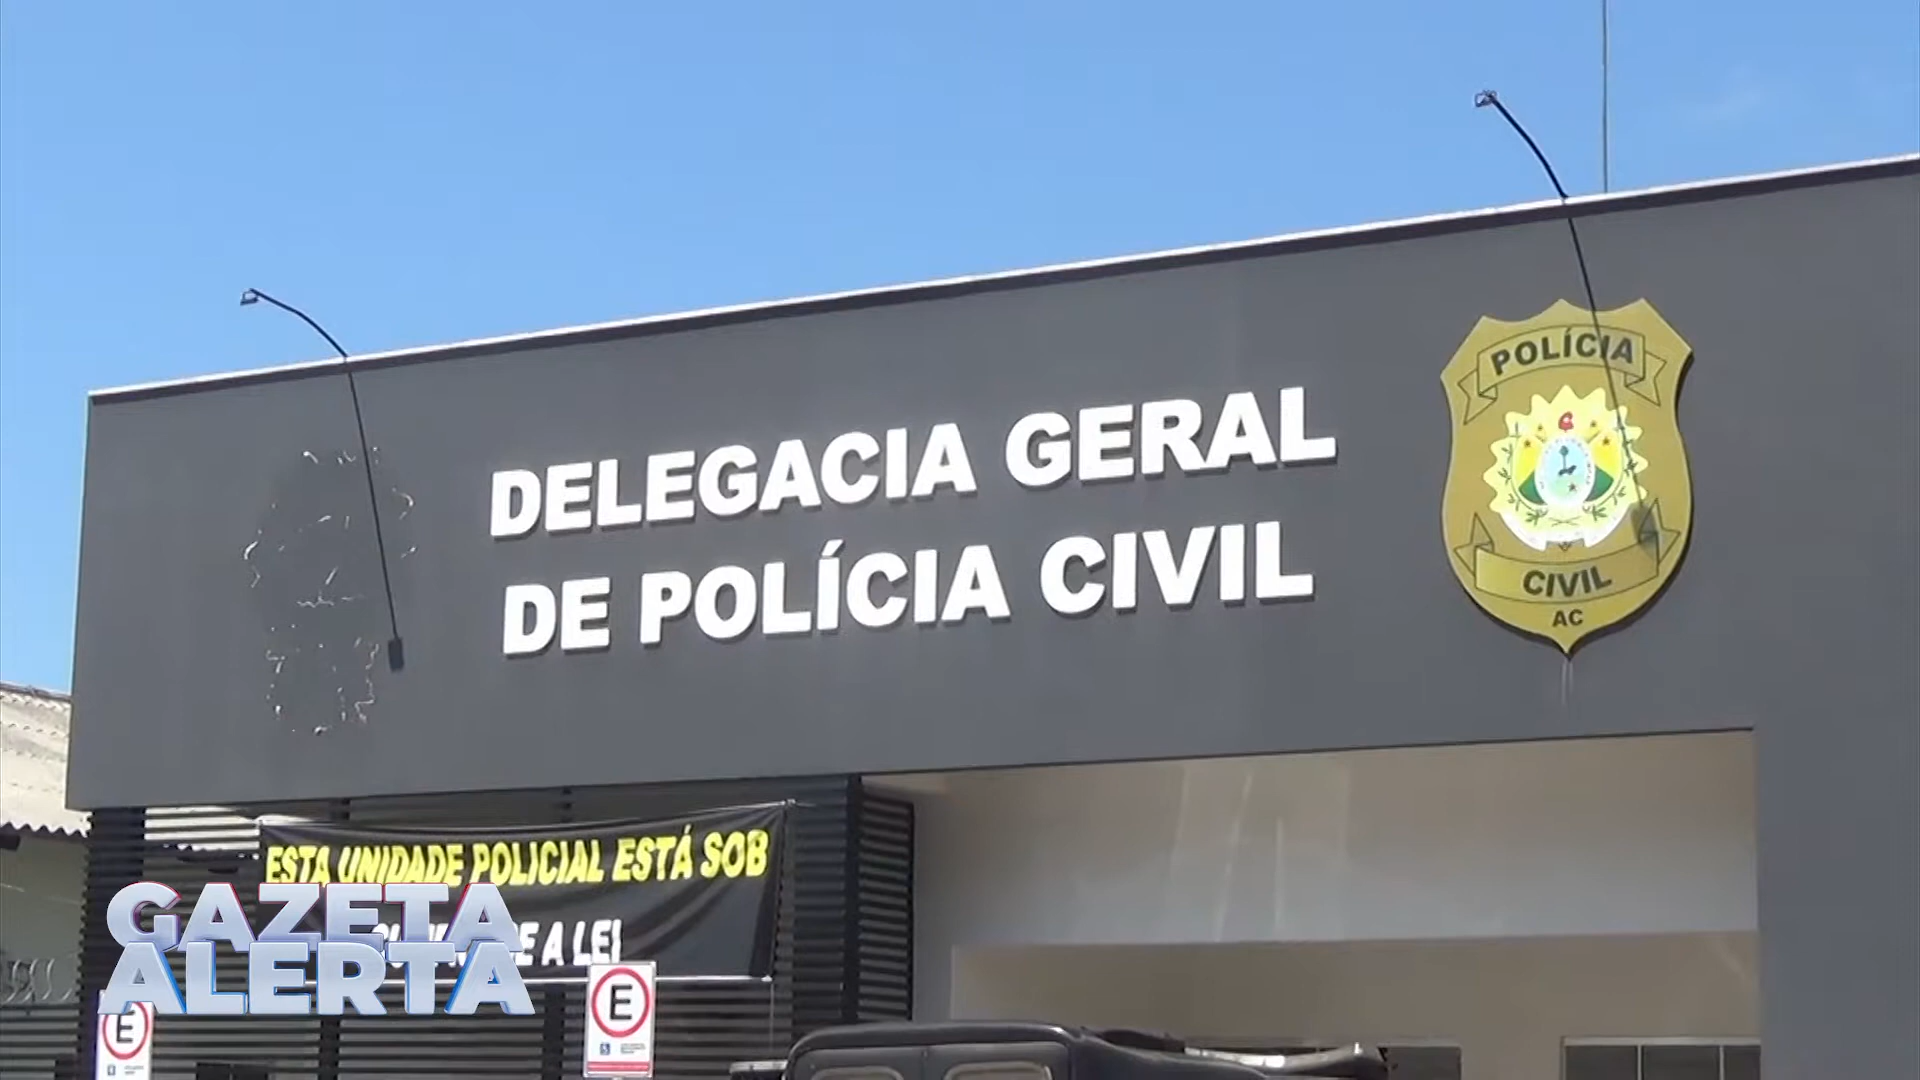 DELEGACIA GERAL
DE POLÍCIA CIVIL
POLÍCIA
CIVIL
AC
ESTA UNIDADE POLICIAL ESTÁ SOB
A LEI
GAZETA
ALERTA
E
E